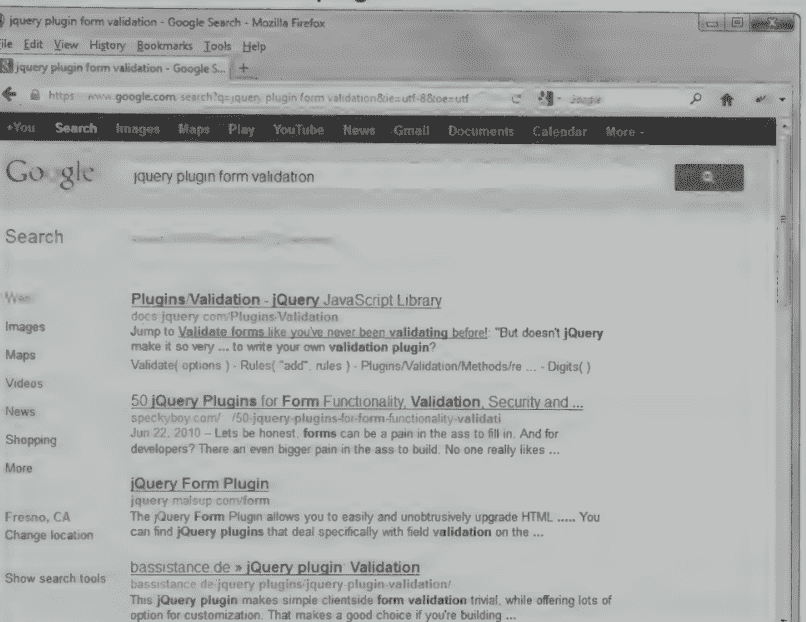 jquery plugin form validation - Google Search - Mozilla Firefox
File Edit View History Bookmarks Tools Help
jquery plugin form validation - Google S... +
https www.google.com/search?q=jquery plugin form validation&ie=utf-8&oe=utf
+You Search Images Maps Play YouTube News Gmail Documents Calendar More -
Google jquery plugin form validation
Search
Web
Plugins/Validation - jQuery JavaScript Library
docs.jquery.com/Plugins/Validation
Images
Jump to Validate forms like you've never been validating before!: "But doesn't jQuery
make it so very ... to write your own validation plugin?
Maps
Validate( options ) - Rules( "add", rules ) - Plugins/Validation/Methods/re ... - Digits( )
Videos
News
50 jQuery Plugins for Form Functionality, Validation, Security and ...
speckyboy.com/ /50-jquery-plugins-for-form-functionality-validati
Shopping
Jun 22, 2010 – Lets be honest, forms can be a pain in the ass to fill in. And for
developers? There an even bigger pain in the ass to build. No one really likes ...
More
jQuery Form Plugin
jquery.malsup.com/form
Fresno, CA
The jQuery Form Plugin allows you to easily and unobtrusively upgrade HTML ..... You
Change location
can find jQuery plugins that deal specifically with field validation on the ...
bassistance.de » jQuery plugin: Validation
Show search tools
bassistance.de/jquery-plugins/jquery-plugin-validation/
This jQuery plugin makes simple clientside form validation trivial, while offering lots of
option for customization. That makes a good choice if you're building ...